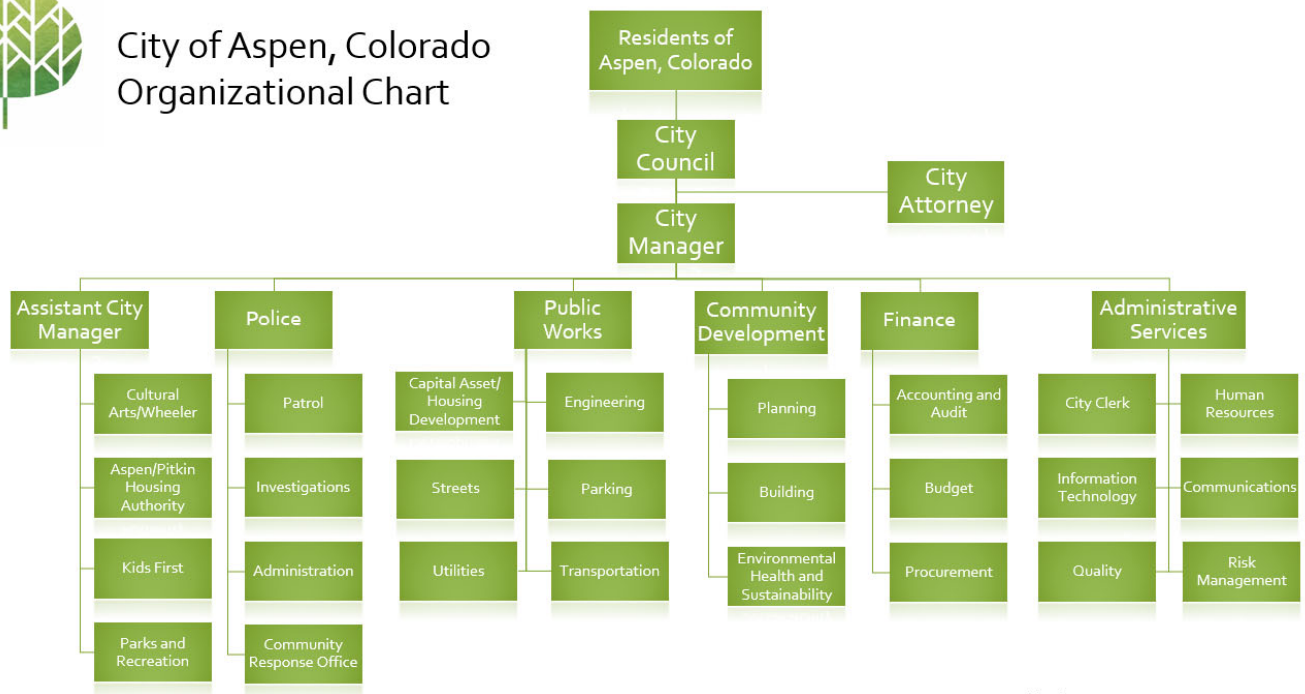 City of Aspen, Colorado
Organizational Chart
Residents of
Aspen, Colorado
City
Council
City
Attorney
City
Manager
Assistant City
Manager
Police
Public
Works
Community
Development
Finance
Administrative
Services
Cultural
Arts/Wheeler
Aspen/Pitkin
Housing
Authority
Kids First
Parks and
Recreation
Patrol
Investigations
Administration
Community
Response Office
Capital Asset/
Housing
Development
Engineering
Streets
Parking
Utilities
Transportation
Planning
Building
Environmental
Health and
Sustainability
Accounting and
Audit
Budget
Procurement
City Clerk
Human
Resources
Information
Technology
Communications
Quality
Risk
Management